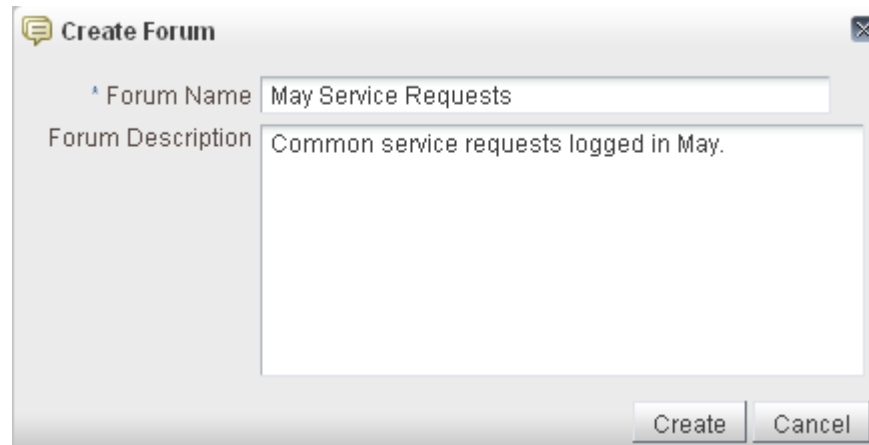 Create Forum
* Forum Name May Service Requests
Forum Description Common service requests logged in May.
Create Cancel